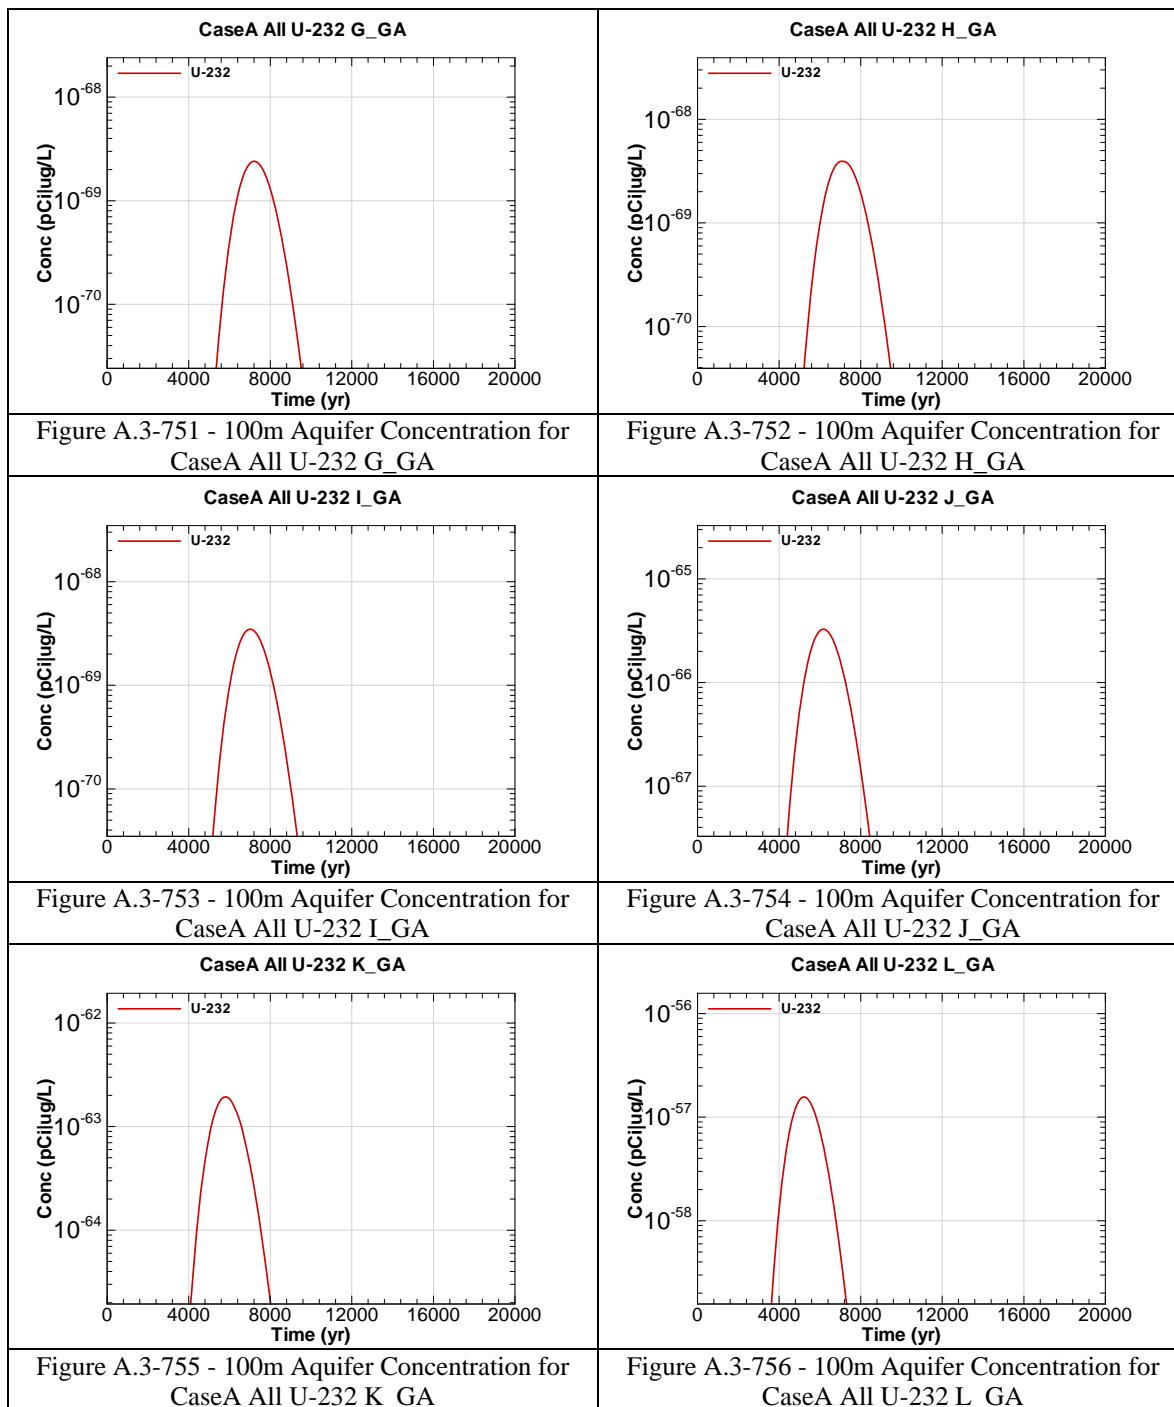 CaseA All U-232 G_GA
U-232
10-68
10-69
10-70
Conc (pCi|ug/L)
0 4000 8000 12000 16000 20000
Time (yr)
Figure A.3-751 - 100m Aquifer Concentration for
CaseA All U-232 G_GA
CaseA All U-232 H_GA
U-232
10-68
10-69
10-70
Conc (pCi|ug/L)
0 4000 8000 12000 16000 20000
Time (yr)
Figure A.3-752 - 100m Aquifer Concentration for
CaseA All U-232 H_GA
CaseA All U-232 I_GA
U-232
10-68
10-69
10-70
Conc (pCi|ug/L)
0 4000 8000 12000 16000 20000
Time (yr)
Figure A.3-753 - 100m Aquifer Concentration for
CaseA All U-232 I_GA
CaseA All U-232 J_GA
U-232
10-65
10-66
10-67
Conc (pCi|ug/L)
0 4000 8000 12000 16000 20000
Time (yr)
Figure A.3-754 - 100m Aquifer Concentration for
CaseA All U-232 J_GA
CaseA All U-232 K_GA
U-232
10-62
10-63
10-64
Conc (pCi|ug/L)
0 4000 8000 12000 16000 20000
Time (yr)
Figure A.3-755 - 100m Aquifer Concentration for
CaseA All U-232 K_GA
CaseA All U-232 L_GA
U-232
10-56
10-57
10-58
Conc (pCi|ug/L)
0 4000 8000 12000 16000 20000
Time (yr)
Figure A.3-756 - 100m Aquifer Concentration for
CaseA All U-232 L_GA